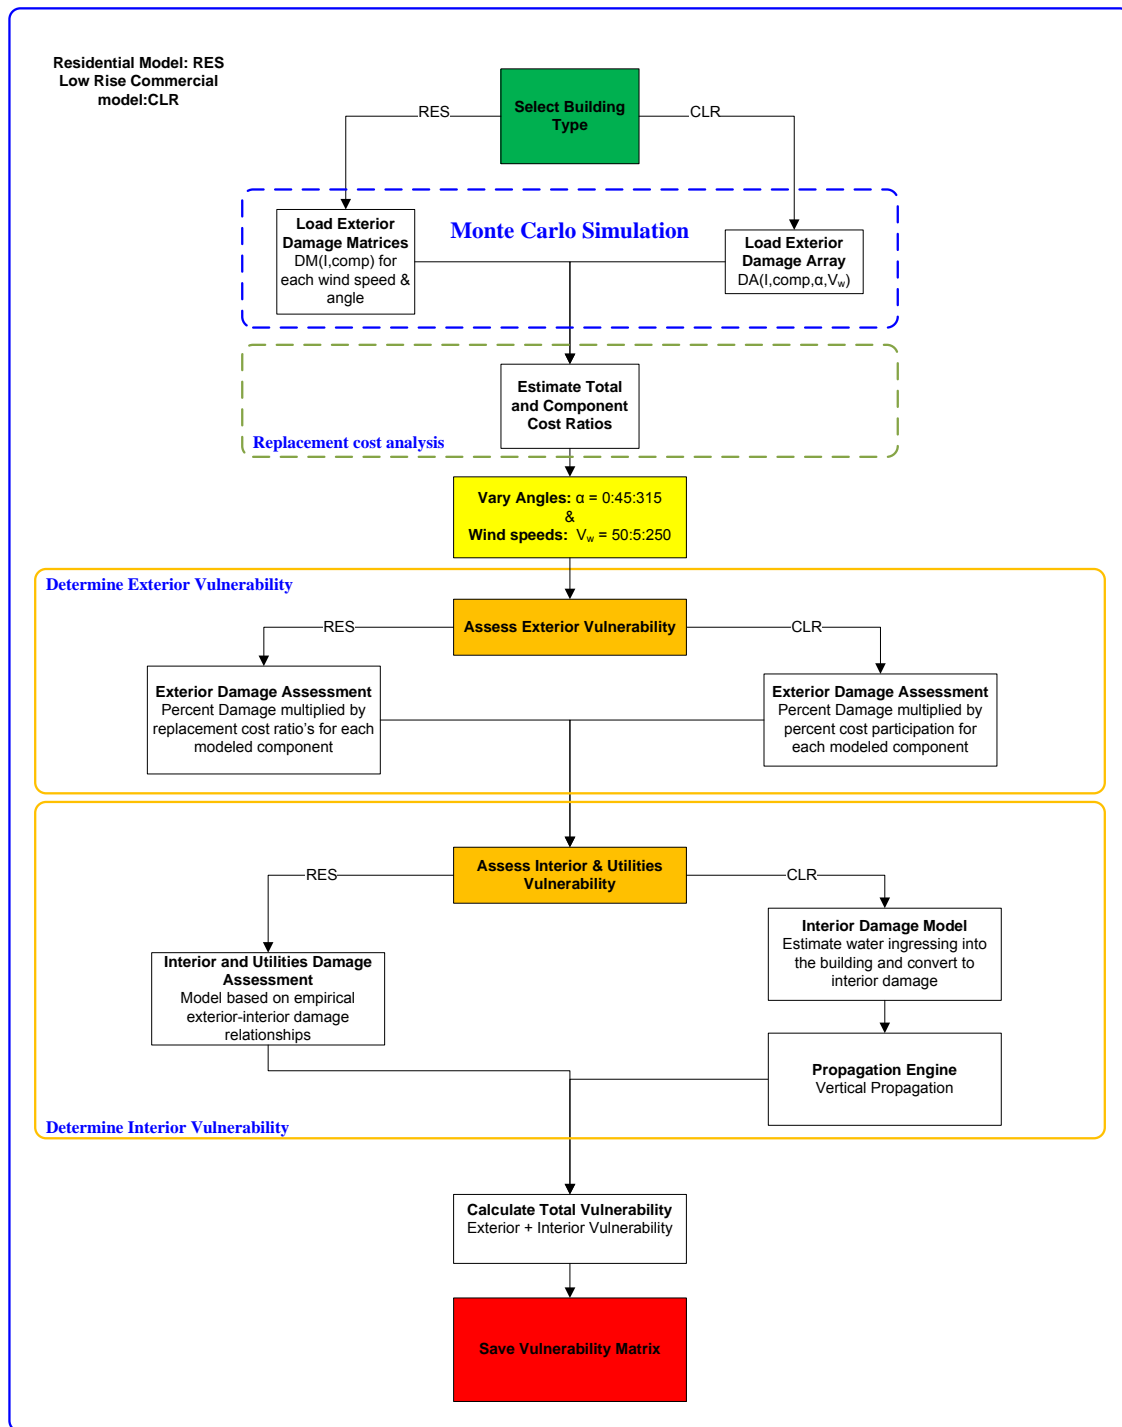 Residential Model: RES
Low Rise Commercial
model:CLR
Select Building
Type
RES
CLR
Monte Carlo Simulation
Load Exterior
Damage Matrices
DM(I,comp) for
each wind speed &
angle
Load Exterior
Damage Array
DA(I,comp,α,Vw)
Estimate Total
and Component
Cost Ratios
Replacement cost analysis
Vary Angles: α = 0:45:315
&
Wind speeds: Vw = 50:5:250
Determine Exterior Vulnerability
Assess Exterior Vulnerability
RES
CLR
Exterior Damage Assessment
Percent Damage multiplied by
replacement cost ratio's for each
modeled component
Exterior Damage Assessment
Percent Damage multiplied by
percent cost participation for
each modeled component
Assess Interior & Utilities
Vulnerability
RES
CLR
Interior and Utilities Damage
Assessment
Model based on empirical
exterior-interior damage
relationships
Interior Damage Model
Estimate water ingressing into
the building and convert to
interior damage
Propagation Engine
Vertical Propagation
Determine Interior Vulnerability
Calculate Total Vulnerability
Exterior + Interior Vulnerability
Save Vulnerability Matrix